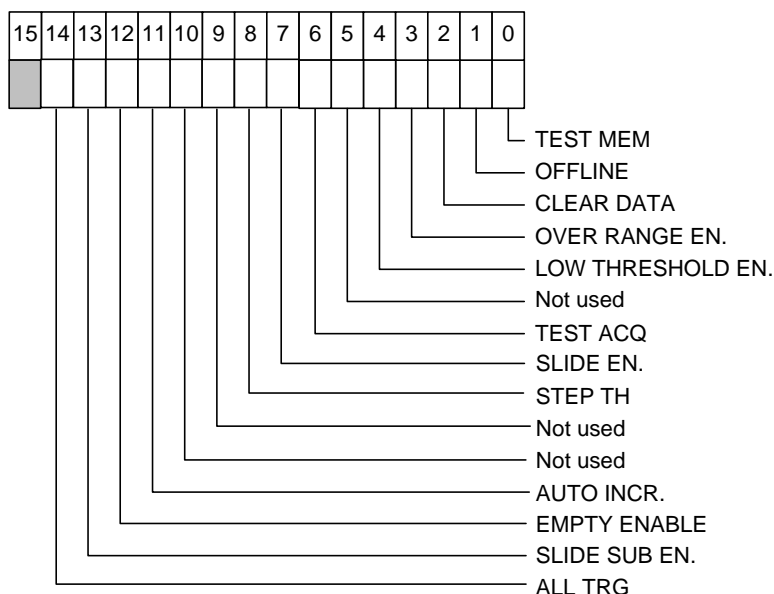 15 14 13 12 11 10 9 8 7 6 5 4 3 2 1 0
TEST MEM
OFFLINE
CLEAR DATA
OVER RANGE EN.
LOW THRESHOLD EN.
Not used
TEST ACQ
SLIDE EN.
STEP TH
Not used
Not used
AUTO INCR.
EMPTY ENABLE
SLIDE SUB EN.
ALL TRG